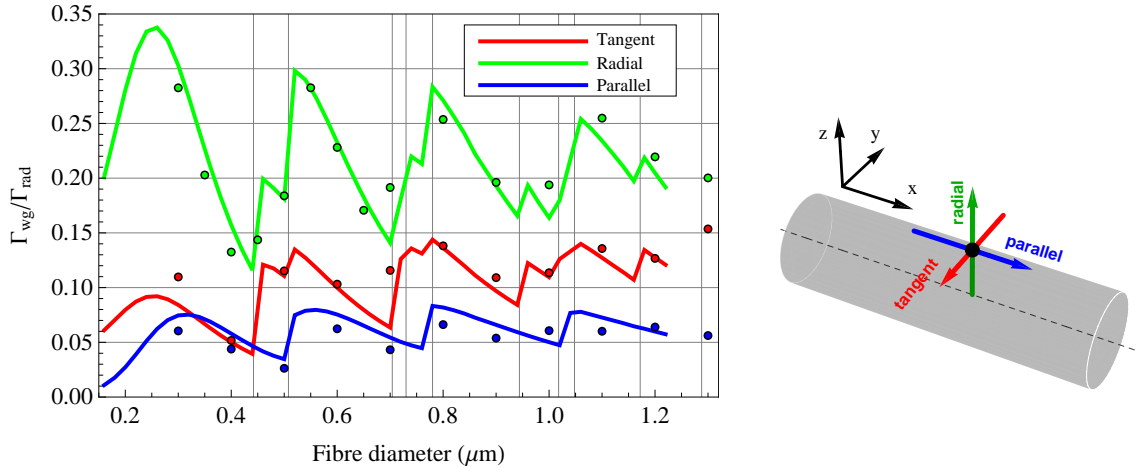 0.35
0.30
0.25
0.20
0.15
0.10
0.05
0.00
Γwg/Γrad
0.2 0.4 0.6 0.8 1.0 1.2
Fibre diameter (μm)
Tangent
Radial
Parallel
z
y
x
radial
parallel
tangent